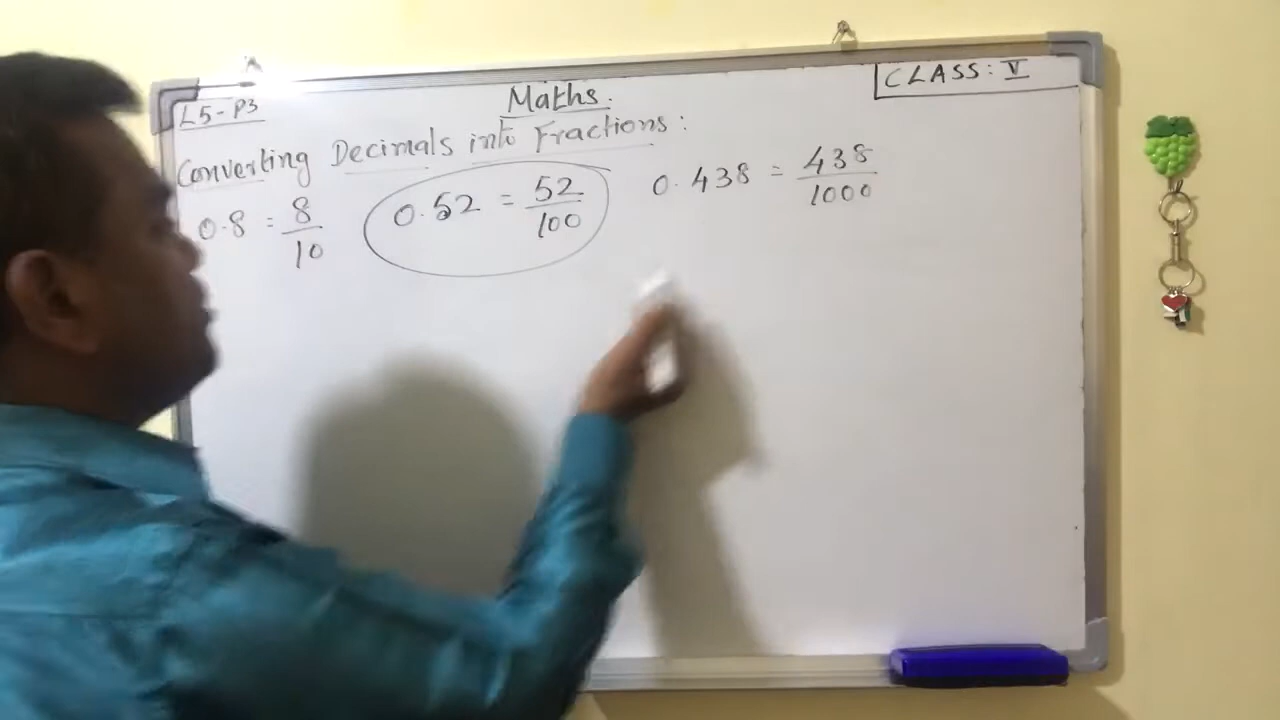 L5-P3
Maths.
CLASS: V
Converting Decimals into Fractions:
0.8 = 8/10
0.52 = 52/100
0.438 = 438/1000